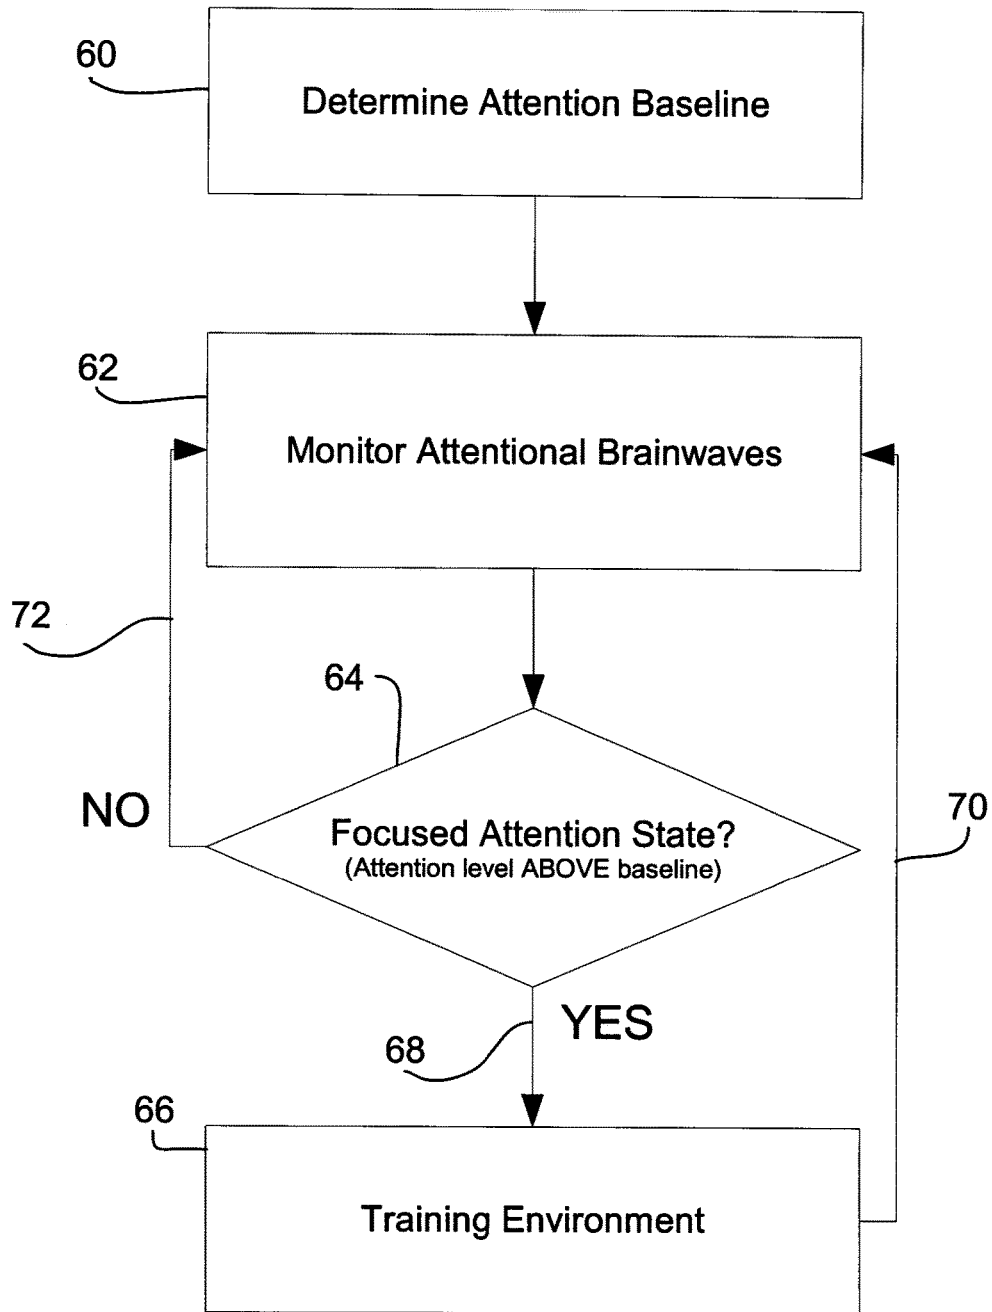 60
Determine Attention Baseline
62
Monitor Attentional Brainwaves
72
64
NO
Focused Attention State?
(Attention level ABOVE baseline)
70
YES
68
66
Training Environment